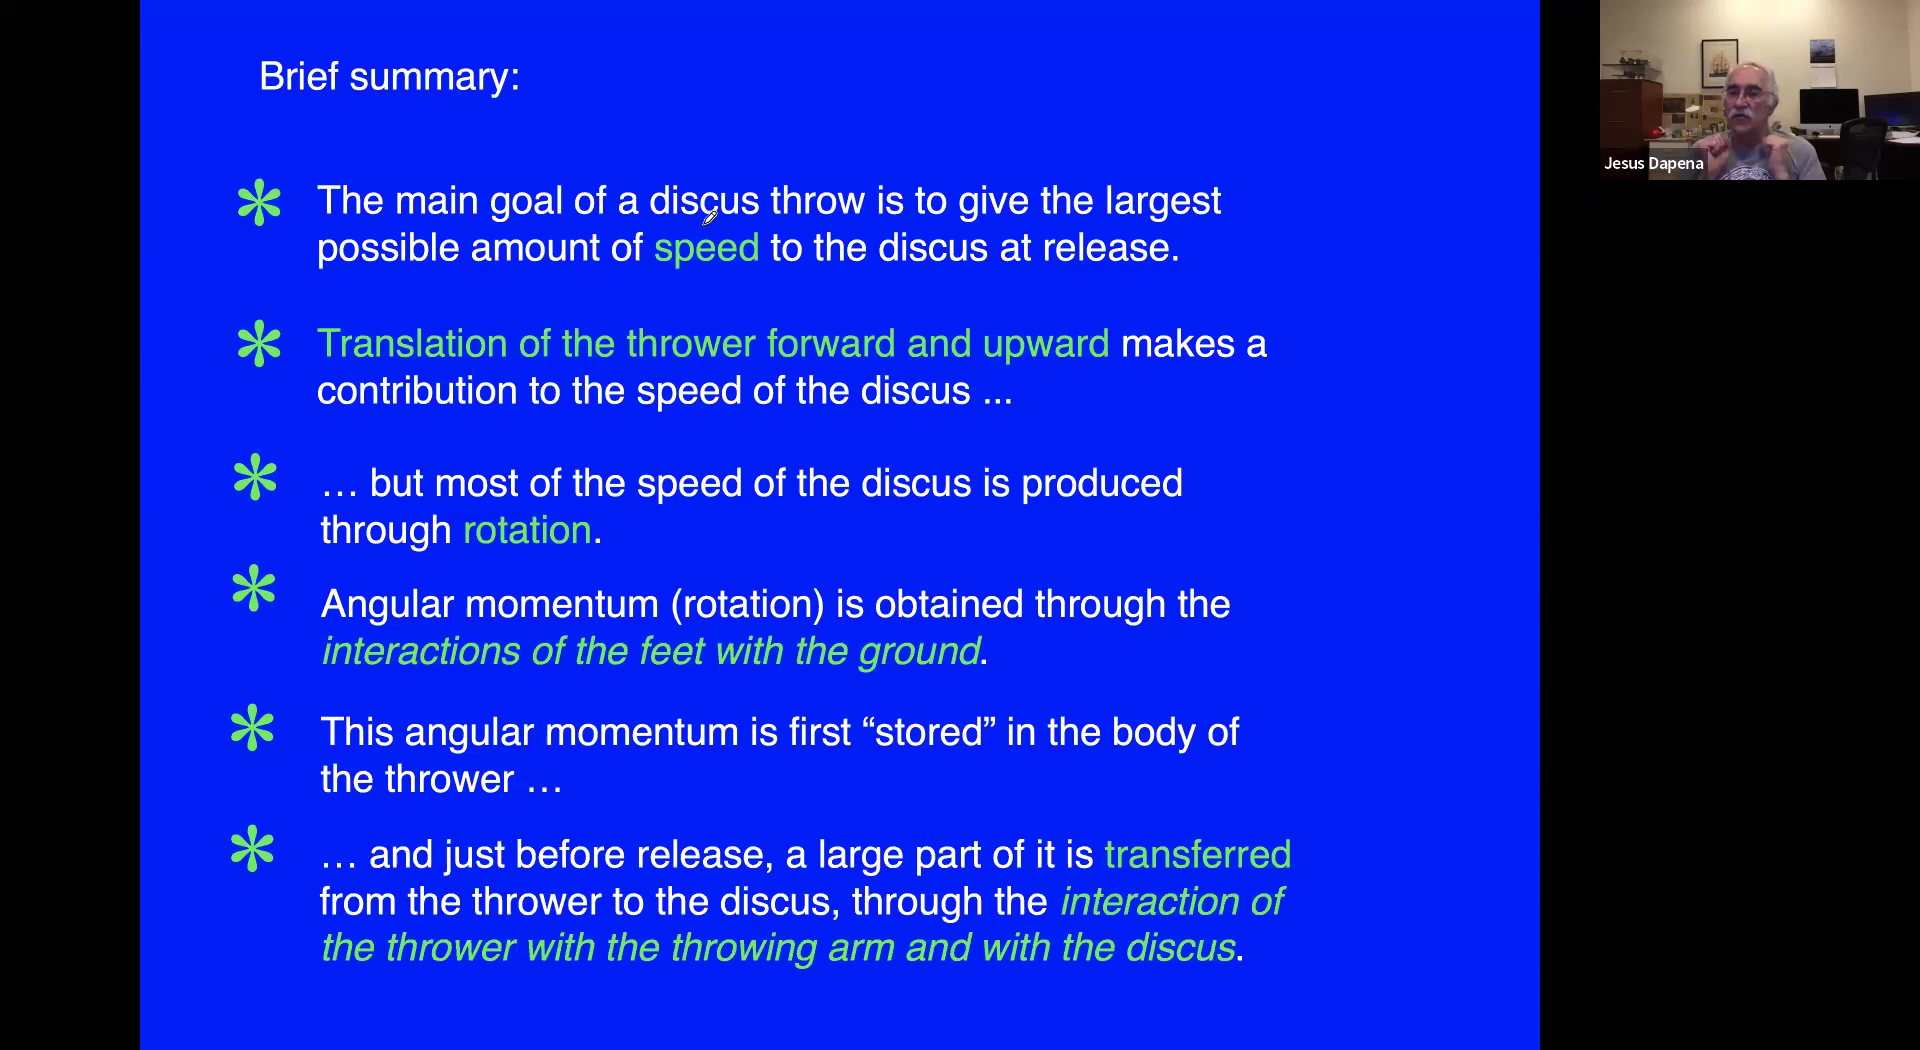 Brief summary:
* The main goal of a discus throw is to give the largest
possible amount of speed to the discus at release.
* Translation of the thrower forward and upward makes a
contribution to the speed of the discus ...
* … but most of the speed of the discus is produced
through rotation.
* Angular momentum (rotation) is obtained through the
interactions of the feet with the ground.
* This angular momentum is first “stored” in the body of
the thrower …
* … and just before release, a large part of it is transferred
from the thrower to the discus, through the interaction of
the thrower with the throwing arm and with the discus.
Jesus Dapena